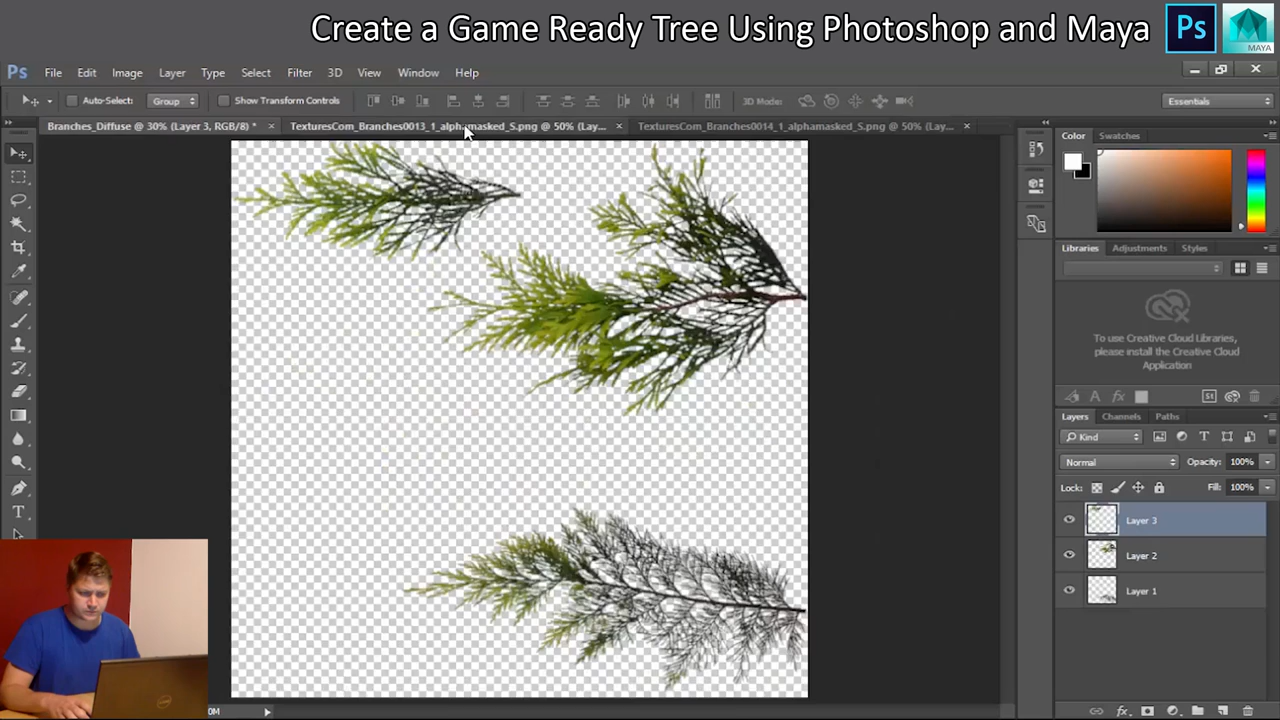 Create a Game Ready Tree Using Photoshop and Maya
Ps
MAYA
Ps File Edit Image Layer Type Select Filter 3D View Window Help
Auto-Select: Group Show Transform Controls 3D Mode: Essentials
Branches_Diffuse @ 30% (Layer 3, RGB/8) * × TexturesCom_Branches0013_1_alphamasked_S.png @ 50% (Lay... × TexturesCom_Branches0014_1_alphamasked_S.png @ 50% (Lay... ×
Color Swatches
Libraries Adjustments Styles
To use Creative Cloud Libraries,
please install the Creative Cloud
Application
St
Layers Channels Paths
Kind
Normal Opacity: 100%
Lock: Fill: 100%
Layer 3
Layer 2
Layer 1
0M
fx